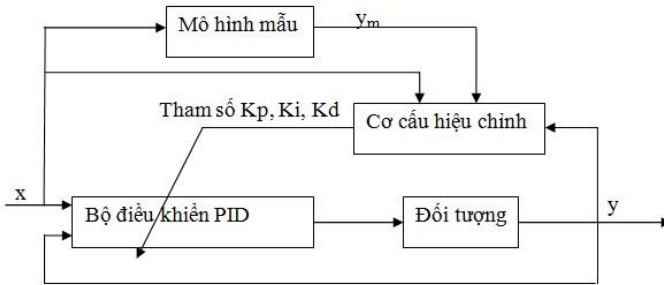 Mô hình mẫu
yₘ
Tham số Kp, Ki, Kd
Cơ cấu hiệu chỉnh
x
Bộ điều khiển PID
Đối tượng
y